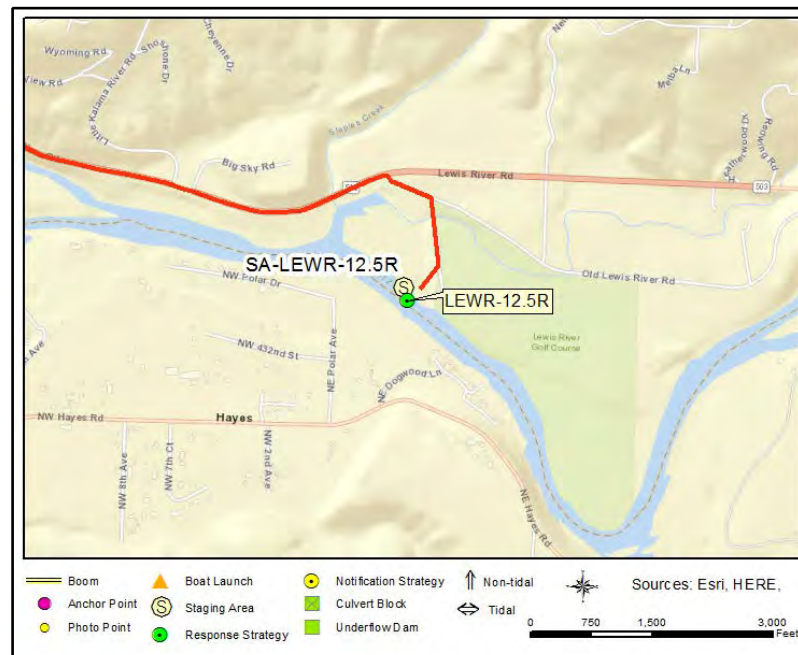 Wyoming Rd
Cheyenne Dr
View Rd
Little Kalama River Rd
Shone Dr
Big Sky Rd
Staples Creek
Melba Ln
Featherwood Dr
Redwing Rd
Lewis River Rd
503
503
SA-LEWR-12.5R
S
LEWR-12.5R
Old Lewis River Rd
Lewis River
Golf Course
NW Polar Dr
NW 432nd St
NE Polar Ave
NE Dogwood Ln
NW Hayes Rd
Hayes
NW 8th Ave
NW 7th Ct
NW 2nd Ave
NE Hayes Rd
Boom
Boat Launch
Notification Strategy
Non-tidal
Sources: Esri, HERE,
Anchor Point
S
Staging Area
Culvert Block
Tidal
Photo Point
Response Strategy
Underflow Dam
0 750 1,500 3,000
Feet